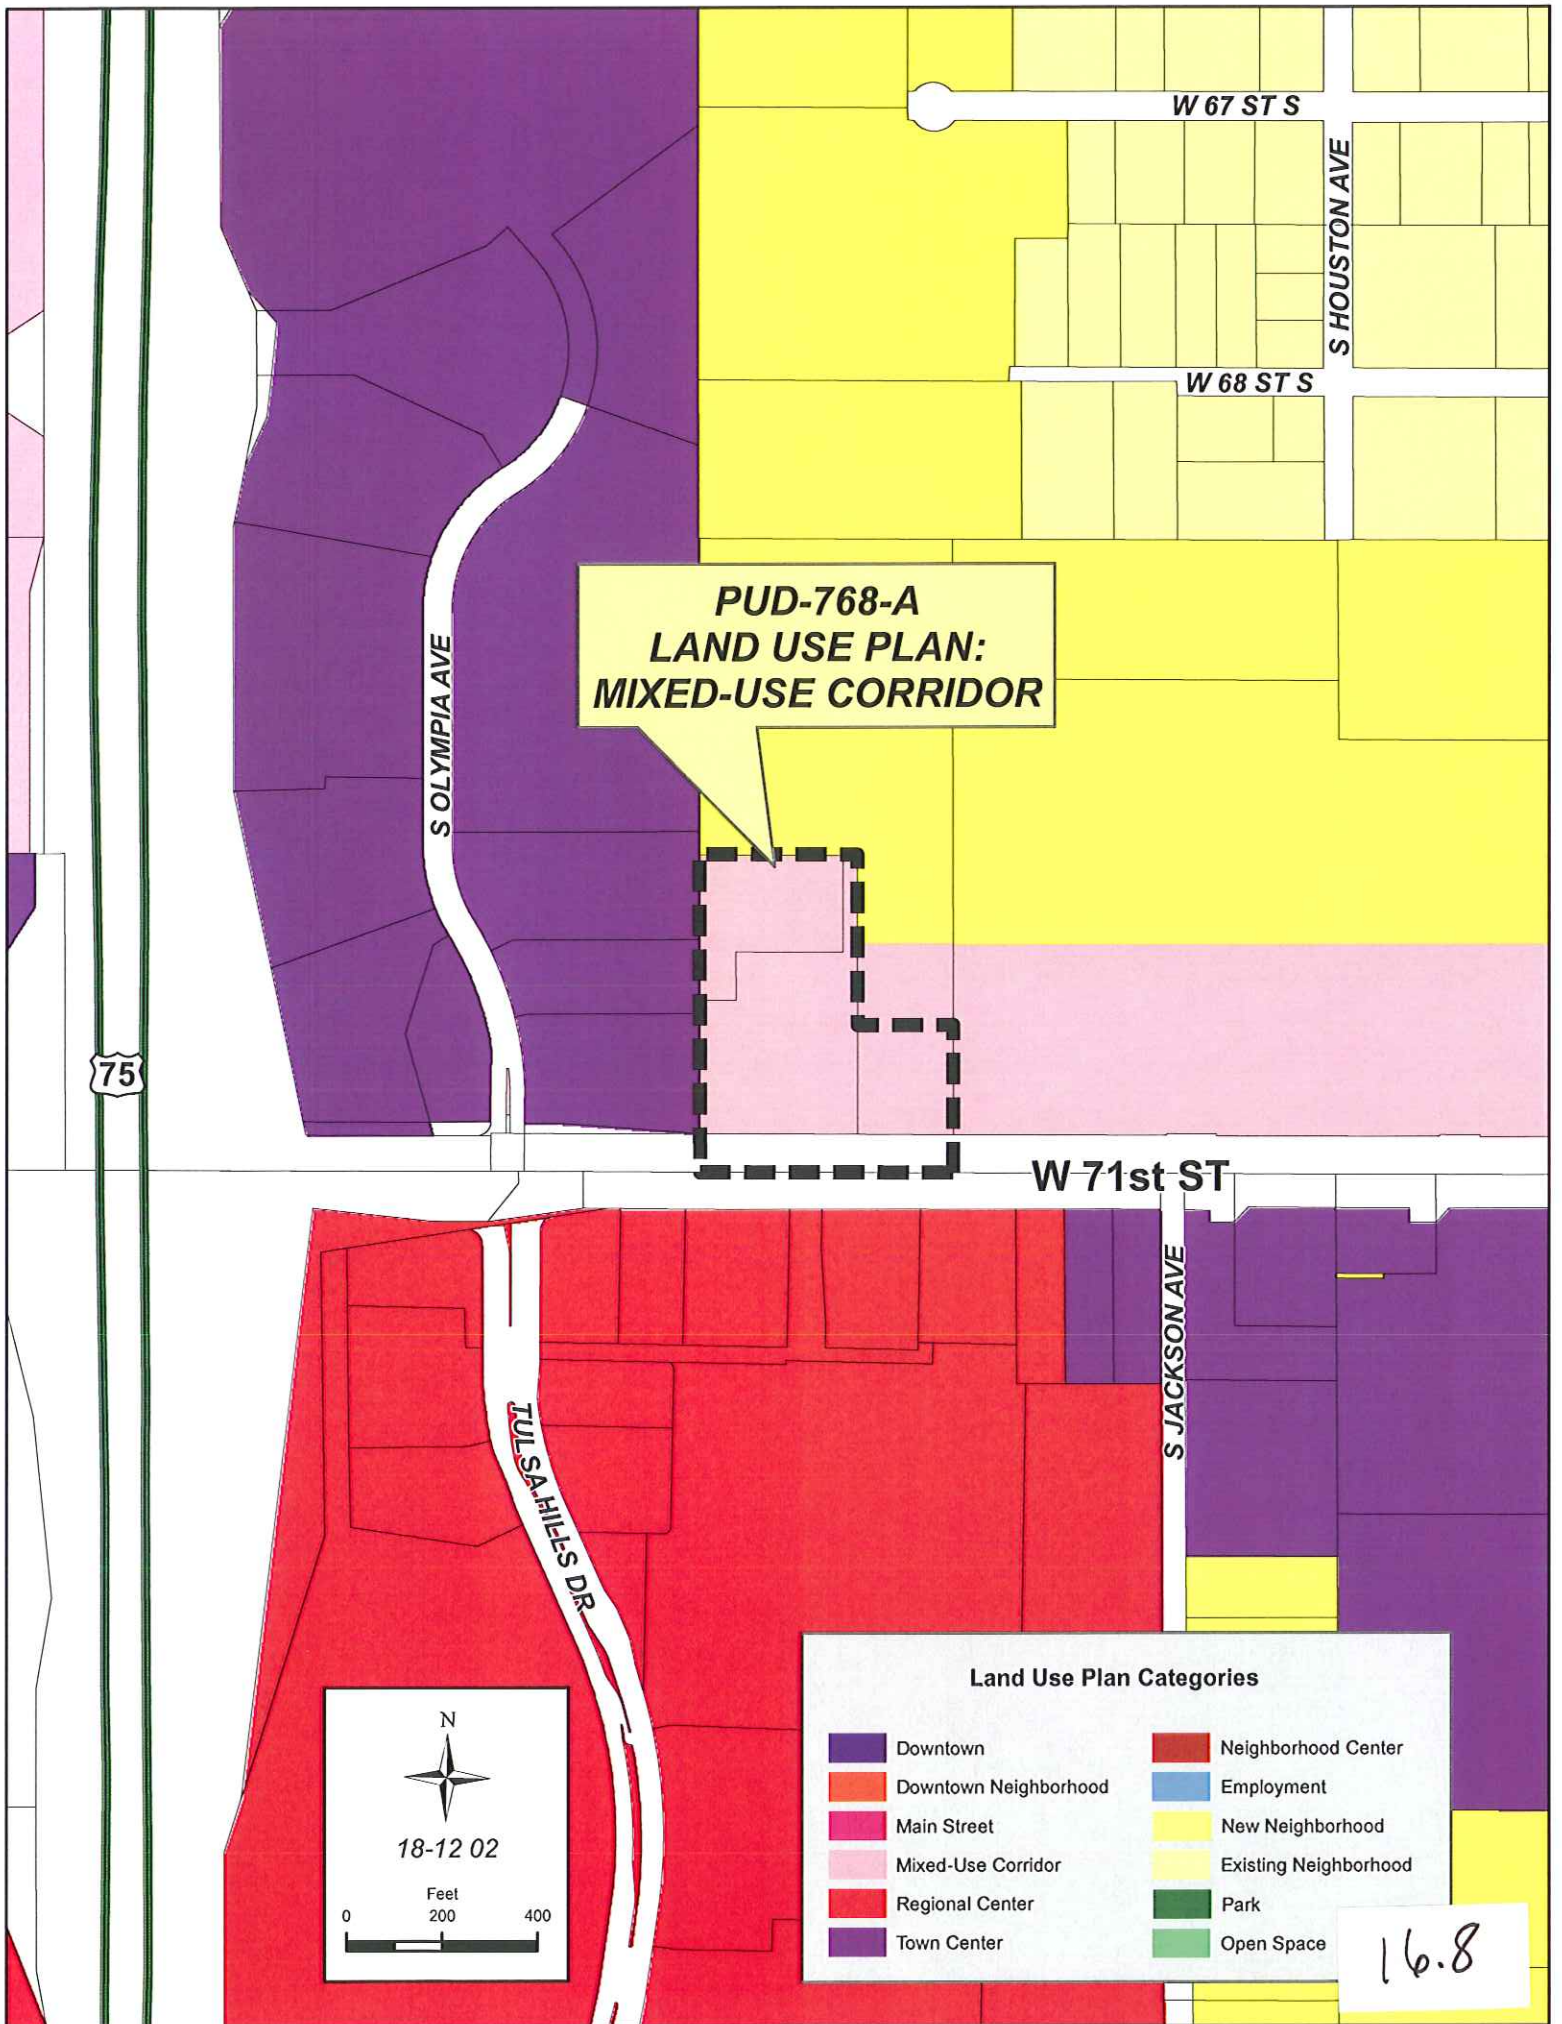 W 67 ST S
S HOUSTON AVE
W 68 ST S
PUD-768-A
LAND USE PLAN:
MIXED-USE CORRIDOR
S OLYMPIA AVE
75
W 71st ST
S JACKSON AVE
TULSA HILLS DR
Land Use Plan Categories
Downtown
Downtown Neighborhood
Main Street
Mixed-Use Corridor
Regional Center
Town Center
Neighborhood Center
Employment
New Neighborhood
Existing Neighborhood
Park
Open Space
N
18-12 02
Feet
0 200 400
16.8